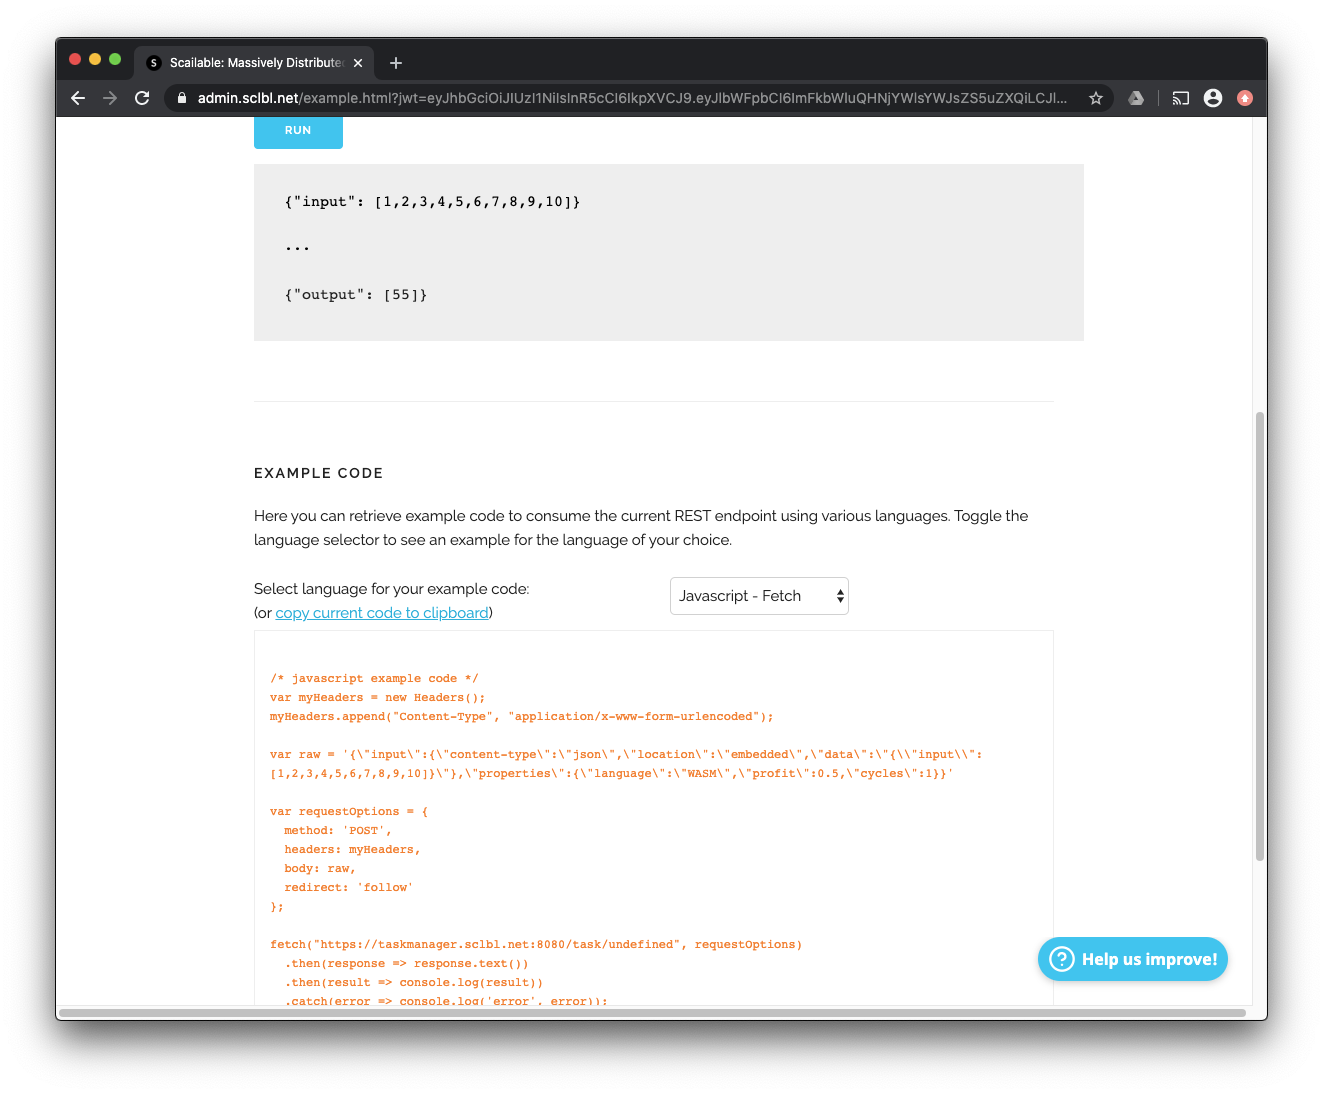 S Scailable: Massively Distribute
admin.sclbl.net/example.html?jwt=eyJhbGciOiJIUzI1NiIsInR5cCI6IkpXVCJ9.eyJlbWFpbCI6ImFkbWluQHNjYWlsYWJsZS5uZXQiLCJl...
RUN
{"input": [1,2,3,4,5,6,7,8,9,10]}
...
{"output": [55]}
EXAMPLE CODE
Here you can retrieve example code to consume the current REST endpoint using various languages. Toggle the
language selector to see an example for the language of your choice.
Select language for your example code:
(or copy current code to clipboard)
Javascript - Fetch
/* javascript example code */
var myHeaders = new Headers();
myHeaders.append("Content-Type", "application/x-www-form-urlencoded");
var raw = '{\"input\":{\"content-type\":\"json\",\"location\":\"embedded\",\"data\":\"{\\"input\\":
[1,2,3,4,5,6,7,8,9,10]}\"},\"properties\":{\"language\":\"WASM\",\"profit\":0.5,\"cycles\":1}}'
var requestOptions = {
method: 'POST',
headers: myHeaders,
body: raw,
redirect: 'follow'
};
fetch("https://taskmanager.sclbl.net:8080/task/undefined", requestOptions)
.then(response => response.text())
.then(result => console.log(result))
.catch(error => console.log('error', error));
Help us improve!